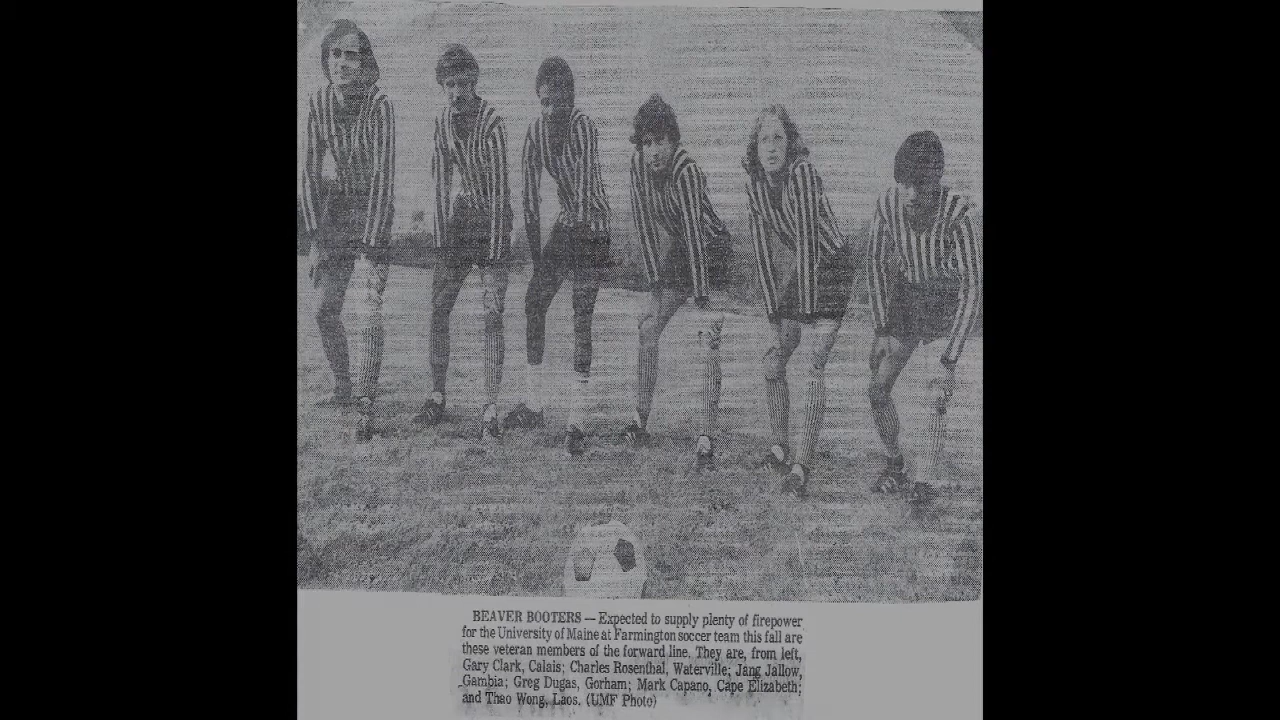 BEAVER BOOTERS — Expected to supply plenty of firepower
for the University of Maine at Farmington soccer team this fall are
these veteran members of the forward line. They are, from left,
Gary Clark, Calais; Charles Rosenthal, Waterville; Jang Jallow,
Gambia; Greg Dugas, Gorham; Mark Capano, Cape Elizabeth;
and Thao Wong, Laos. (UMF Photo)